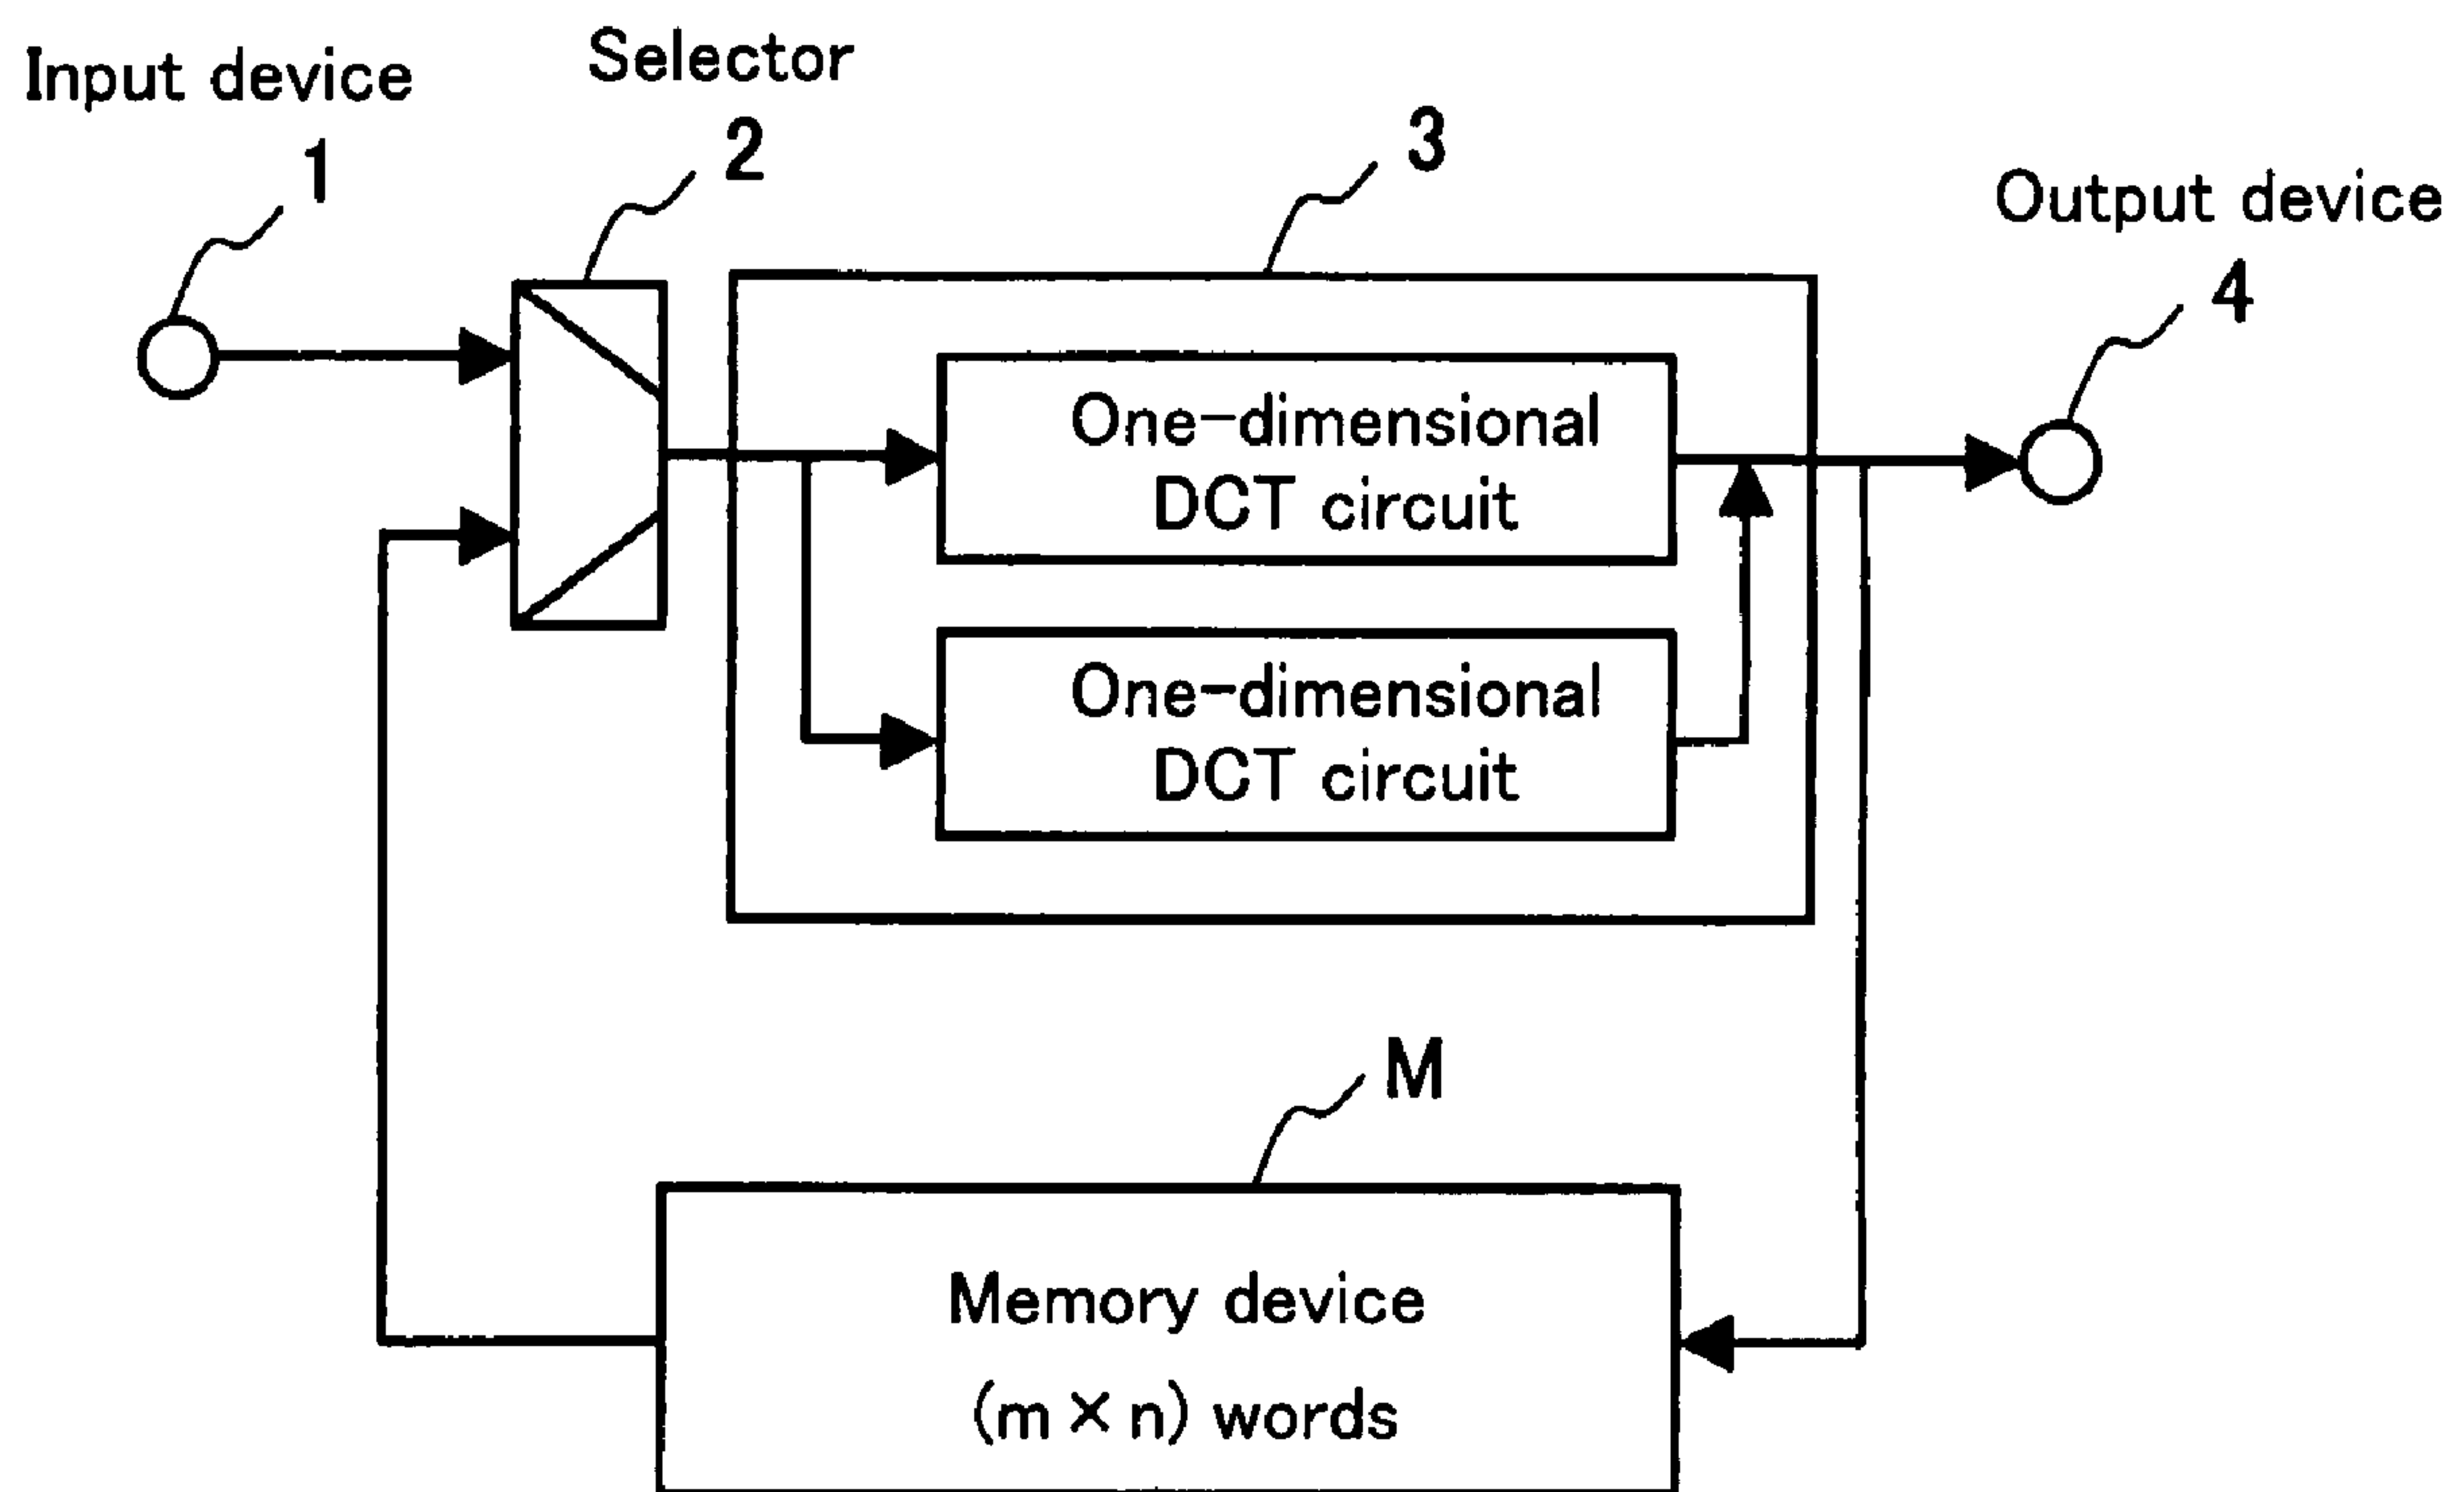 Input device
1
Selector
2
3
Output device
4
One-dimensional
DCT circuit
One-dimensional
DCT circuit
M
Memory device
(m×n) words